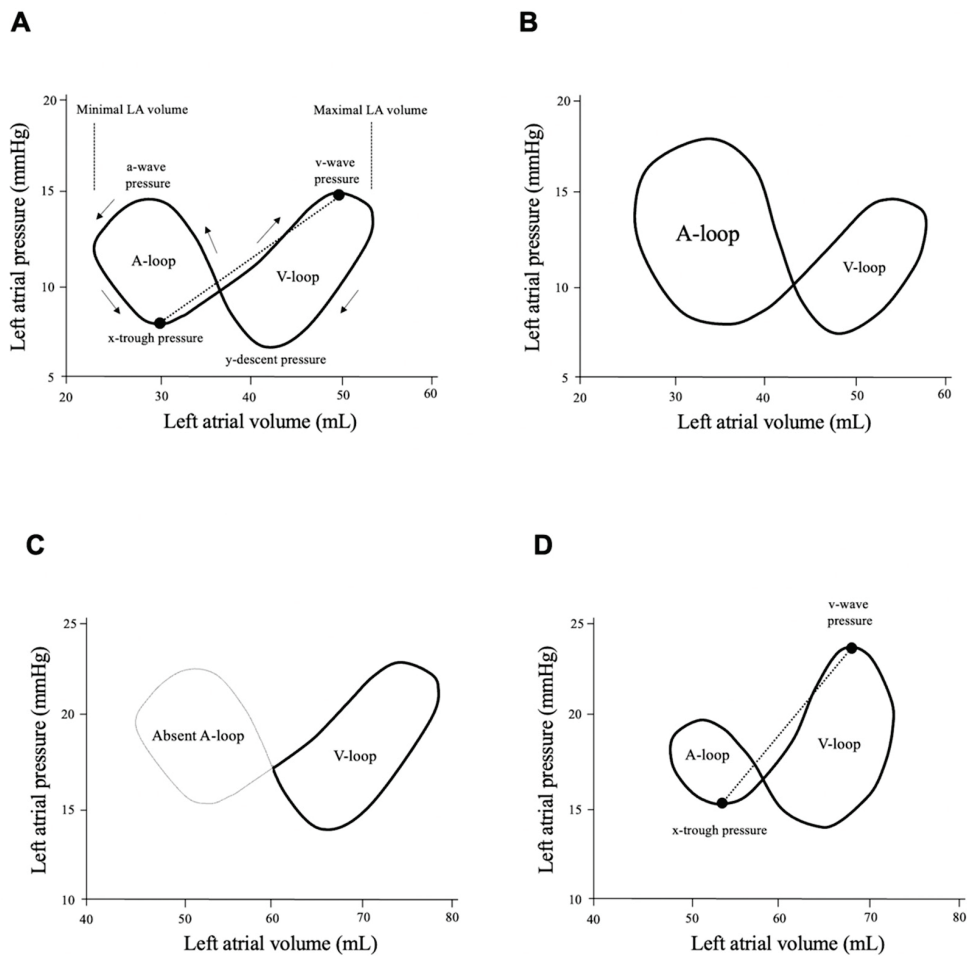 A
Left atrial pressure (mmHg)
20
15
10
5
Minimal LA volume
Maximal LA volume
a-wave
pressure
v-wave
pressure
A-loop
V-loop
x-trough pressure
y-descent pressure
20
30
40
50
60
Left atrial volume (mL)
B
Left atrial pressure (mmHg)
20
15
10
5
A-loop
V-loop
20
30
40
50
60
Left atrial volume (mL)
C
Left atrial pressure (mmHg)
25
20
15
10
Absent A-loop
V-loop
40
50
60
70
80
Left atrial volume (mL)
D
Left atrial pressure (mmHg)
25
20
15
10
v-wave
pressure
A-loop
V-loop
x-trough pressure
40
50
60
70
80
Left atrial volume (mL)